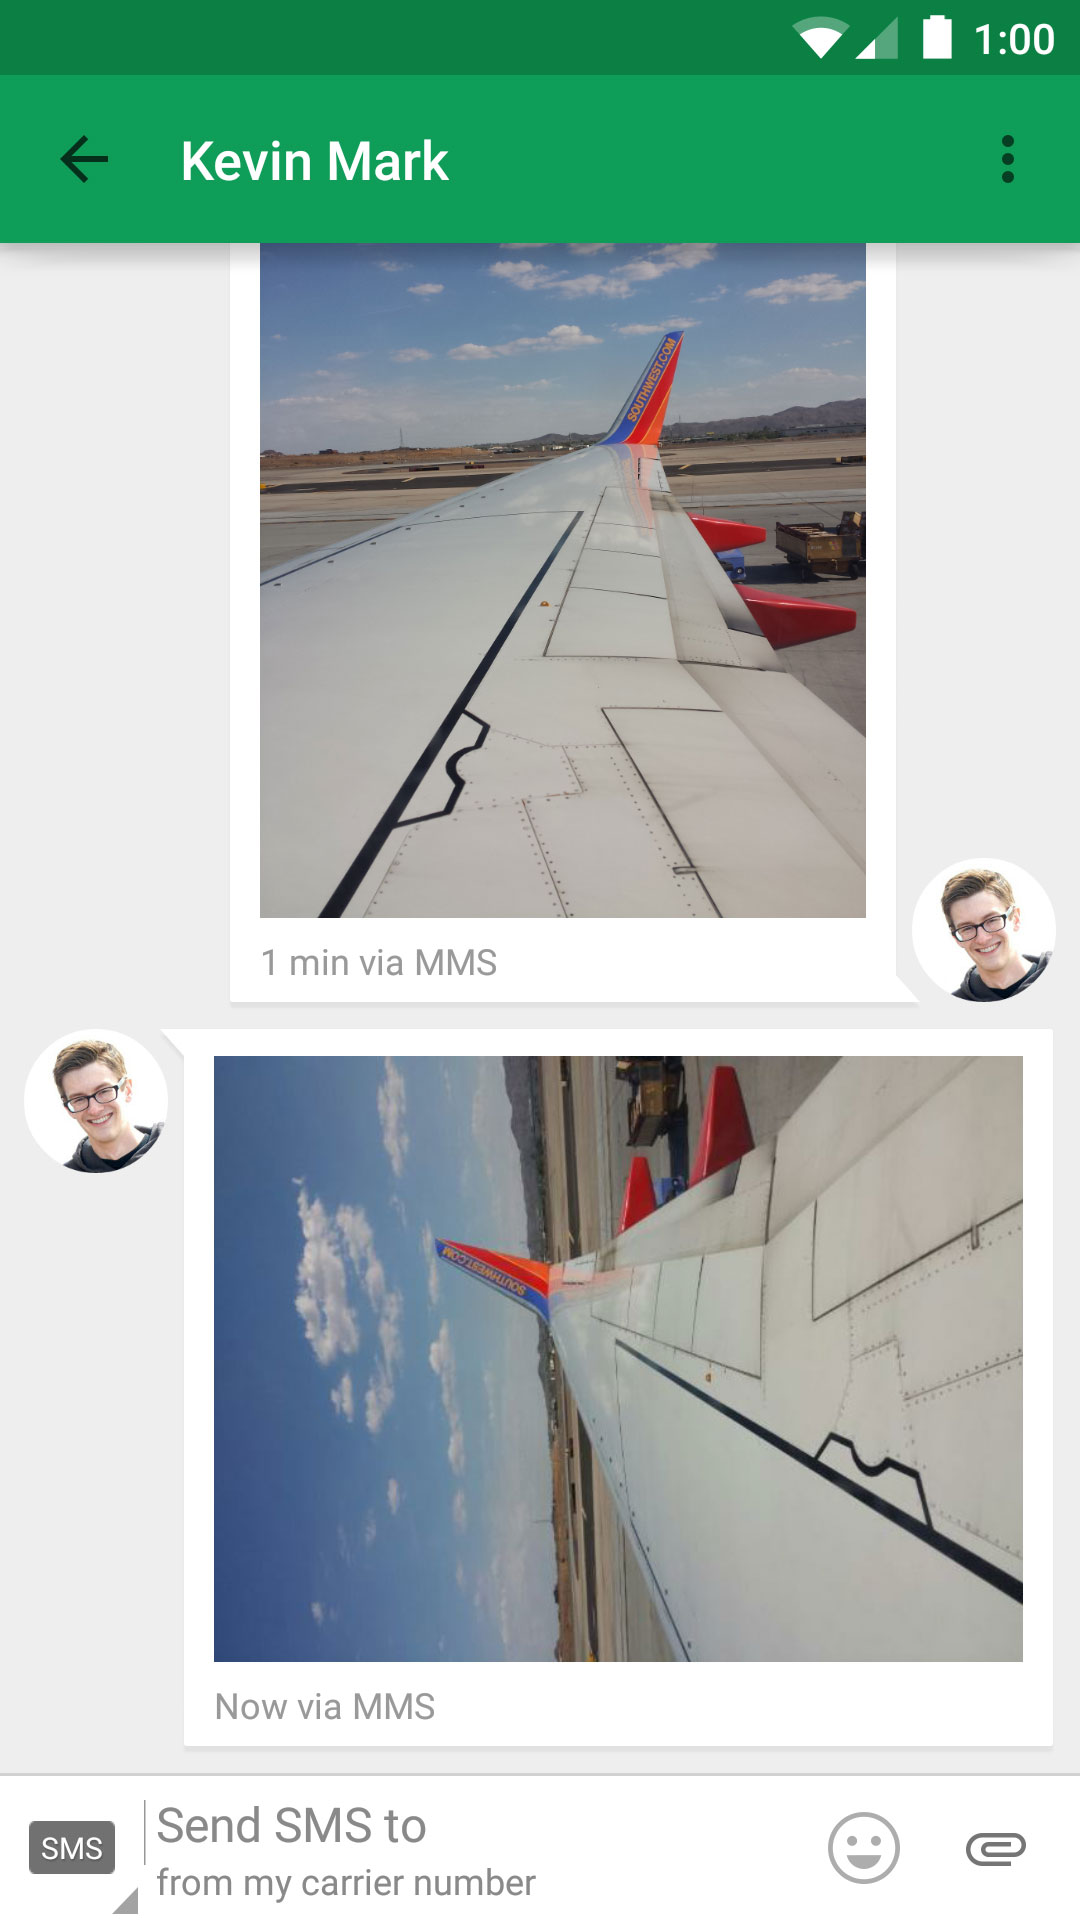 1:00
Kevin Mark
SOUTHWEST.COM
1 min via MMS
SOUTHWEST.COM
Now via MMS
SMS
Send SMS to
from my carrier number